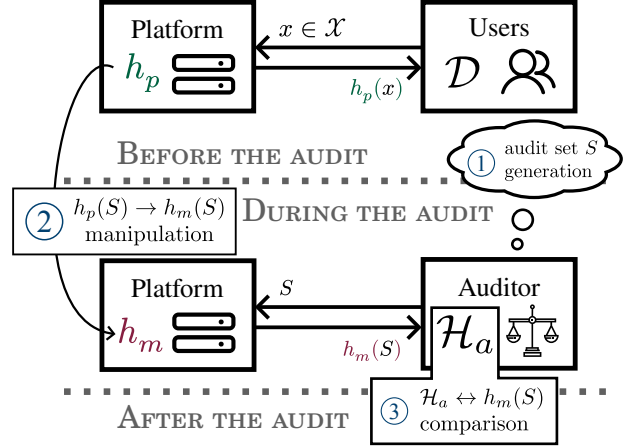 Platform
h_p
x ∈ 𝒳
h_p(x)
Users
𝒟
BEFORE THE AUDIT
1 audit set S
generation
2 h_p(S) → h_m(S)
manipulation
DURING THE AUDIT
Platform
h_m
S
h_m(S)
Auditor
ℋ_a
AFTER THE AUDIT
3 ℋ_a ↔ h_m(S)
comparison